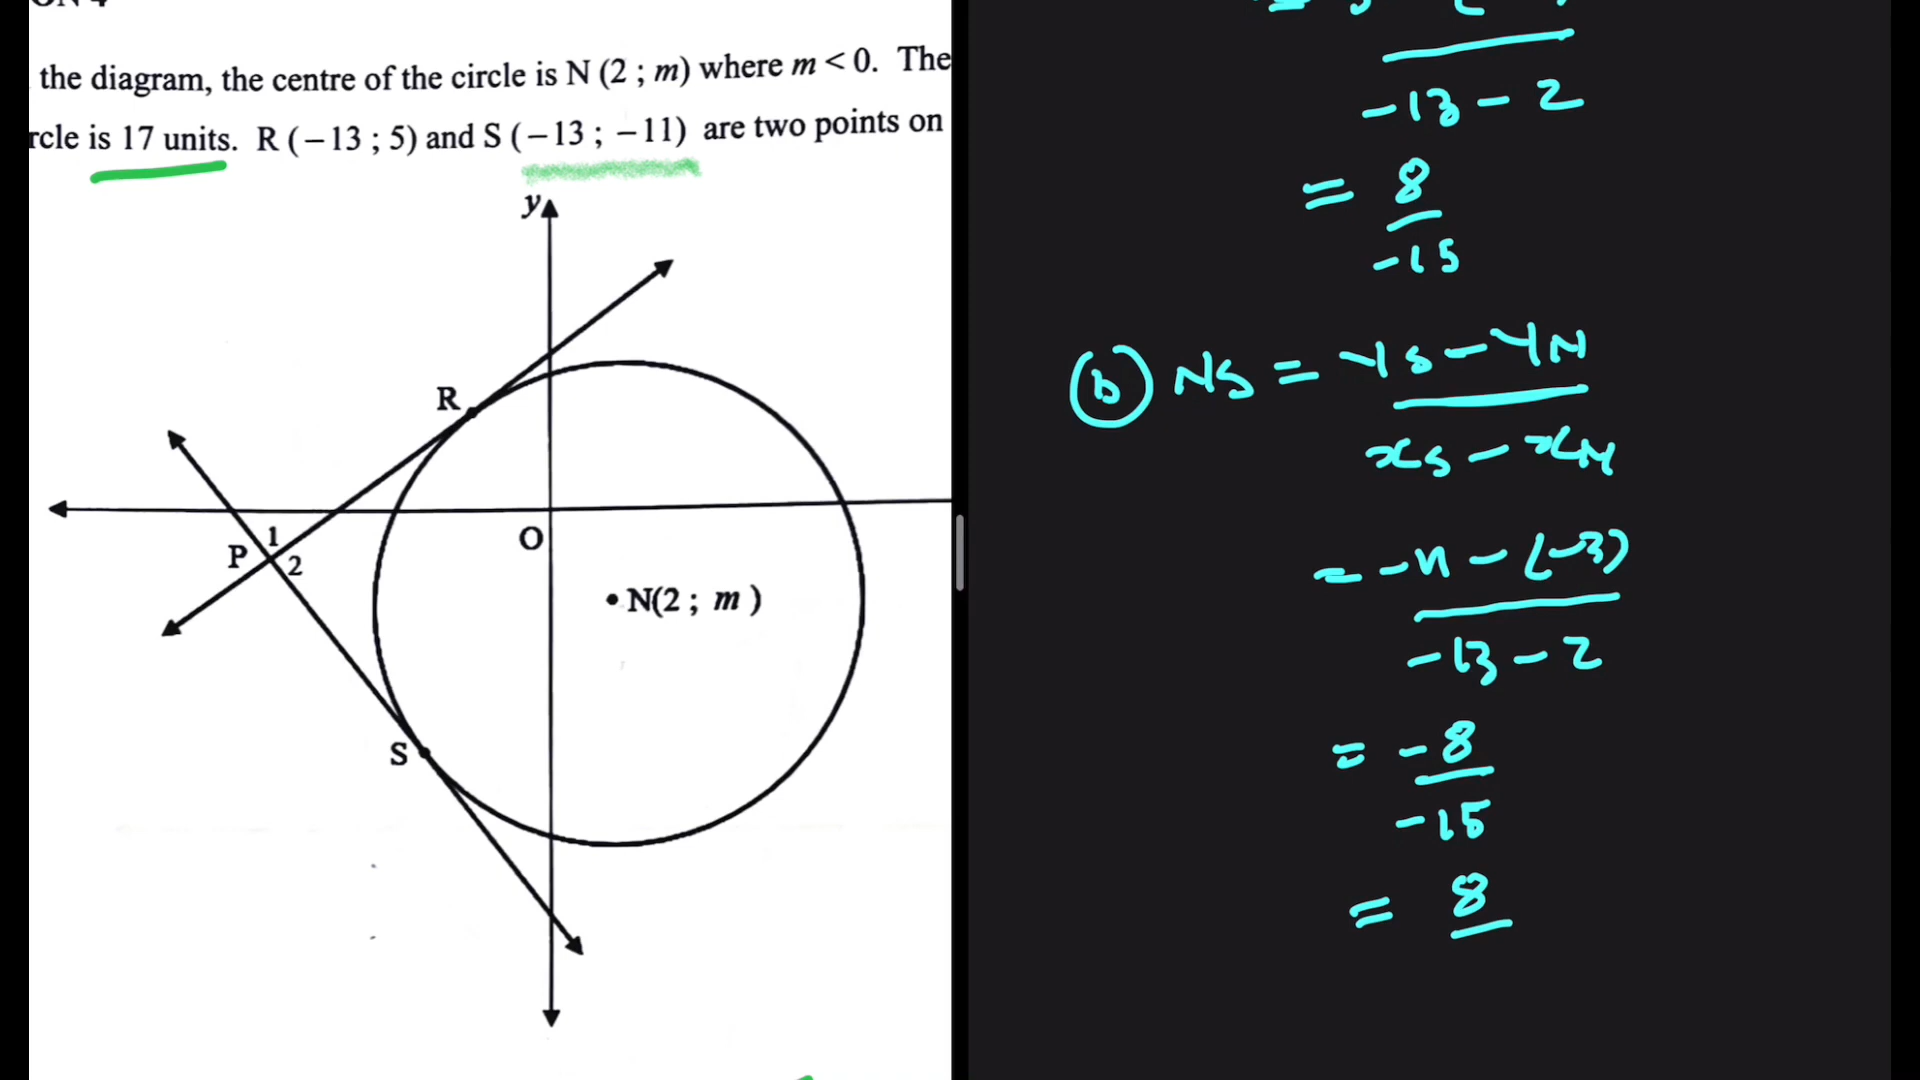 ON 4
the diagram, the centre of the circle is N (2 ; m) where m < 0. The
rcle is 17 units. R (−13 ; 5) and S (−13 ; −11) are two points on
y
R
1
P
2
O
N(2 ; m )
S
-13 - 2
= 8
-15
(b) NS = YS - YN
xS - xN
= -11 - (-3)
-13 - 2
= -8
-15
= 8